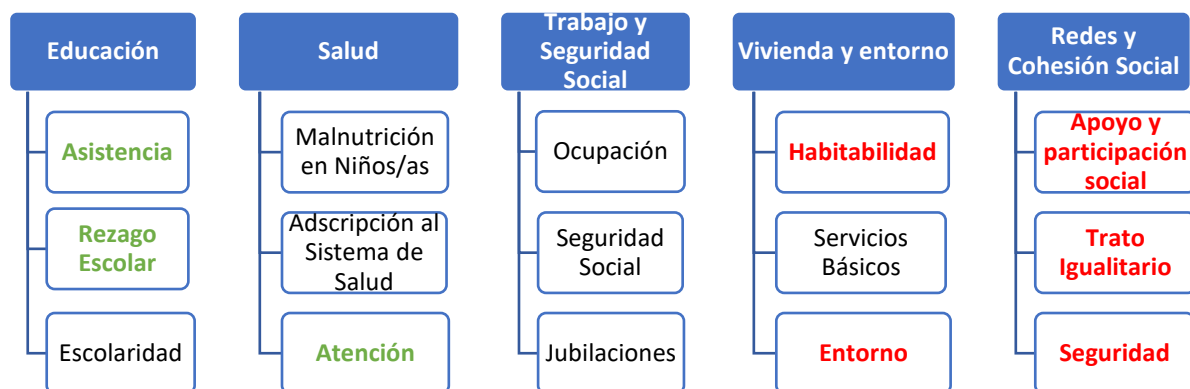 Educación
Asistencia
Rezago
Escolar
Escolaridad
Salud
Malnutrición
en Niños/as
Adscripción al
Sistema de
Salud
Atención
Trabajo y
Seguridad
Social
Ocupación
Seguridad
Social
Jubilaciones
Vivienda y entorno
Habitabilidad
Servicios
Básicos
Entorno
Redes y
Cohesión Social
Apoyo y
participación
social
Trato
Igualitario
Seguridad